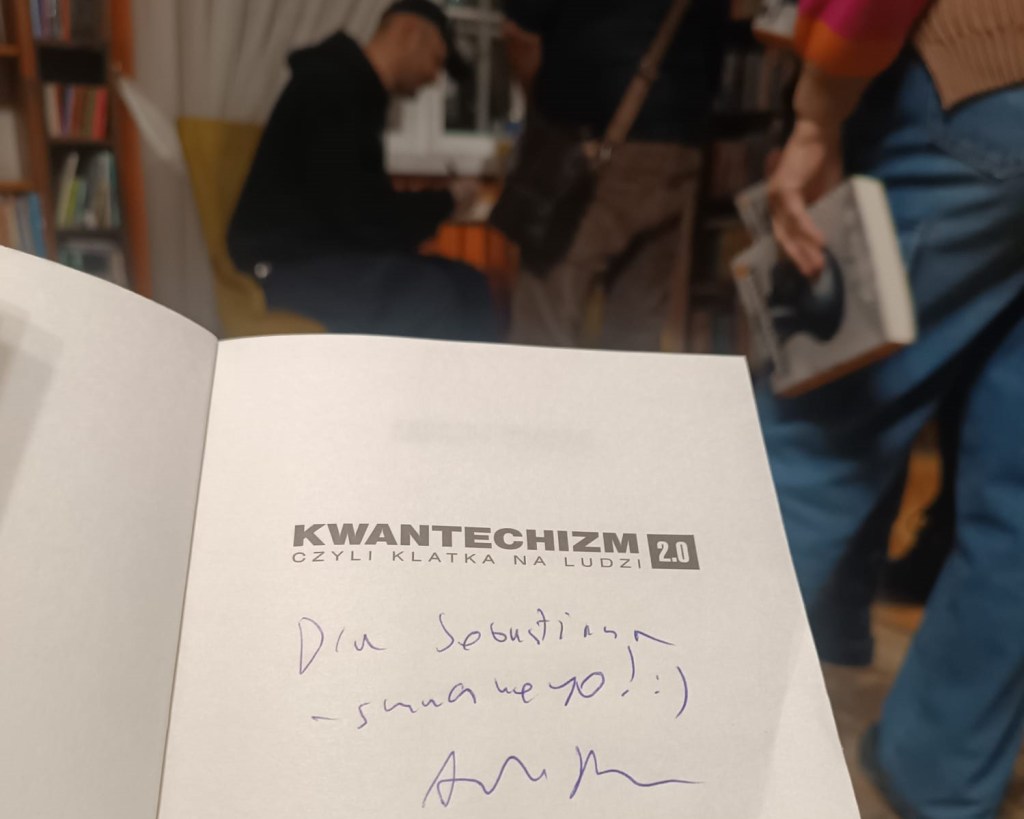 KWANTECHIZM 2.0
CZYLI KLATKA NA LUDZI
Dla Sebastiana
- smacznego! :)